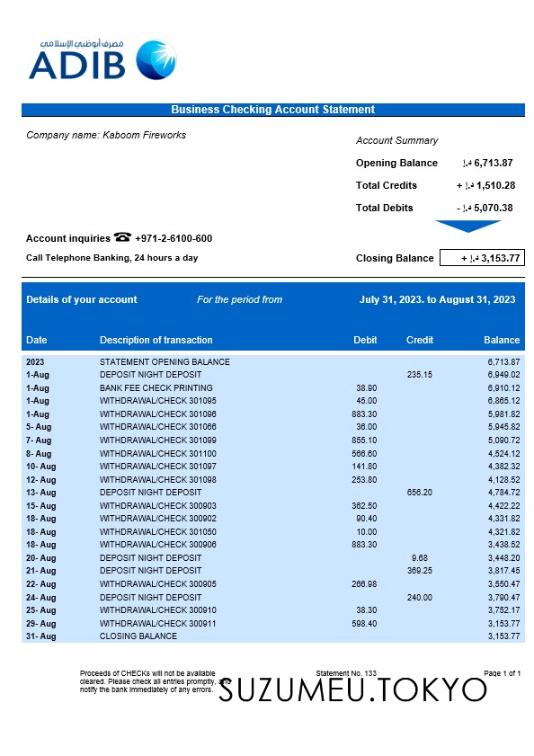 مصرف أبوظبي الإسلامي
ADIB
Business Checking Account Statement
Company name: Kaboom Fireworks
Account Summary
Opening Balance د.إ 6,713.87
Total Credits + د.إ 1,510.28
Total Debits - د.إ 5,070.38
Account inquiries ☎ +971-2-6100-600
Call Telephone Banking, 24 hours a day
Closing Balance + د.إ 3,153.77
Details of your account For the period from July 31, 2023. to August 31, 2023
Date Description of transaction Debit Credit Balance
2023 STATEMENT OPENING BALANCE 6,713.87
1-Aug DEPOSIT NIGHT DEPOSIT 235.15 6,949.02
1-Aug BANK FEE CHECK PRINTING 38.90 6,910.12
1-Aug WITHDRAWAL/CHECK 301095 45.00 6,865.12
1-Aug WITHDRAWAL/CHECK 301096 883.30 5,981.82
5- Aug WITHDRAWAL/CHECK 301066 36.00 5,945.82
7- Aug WITHDRAWAL/CHECK 301099 855.10 5,090.72
8- Aug WITHDRAWAL/CHECK 301100 566.60 4,524.12
10- Aug WITHDRAWAL/CHECK 301097 141.80 4,382.32
12- Aug WITHDRAWAL/CHECK 301098 253.80 4,128.52
13- Aug DEPOSIT NIGHT DEPOSIT 656.20 4,784.72
15- Aug WITHDRAWAL/CHECK 300903 362.50 4,422.22
18- Aug WITHDRAWAL/CHECK 300902 90.40 4,331.82
18- Aug WITHDRAWAL/CHECK 301050 10.00 4,321.82
18- Aug WITHDRAWAL/CHECK 300906 883.30 3,438.52
20- Aug DEPOSIT NIGHT DEPOSIT 9.68 3,448.20
21- Aug DEPOSIT NIGHT DEPOSIT 369.25 3,817.45
22- Aug WITHDRAWAL/CHECK 300905 266.98 3,550.47
24- Aug DEPOSIT NIGHT DEPOSIT 240.00 3,790.47
25- Aug WITHDRAWAL/CHECK 300910 38.30 3,752.17
29- Aug WITHDRAWAL/CHECK 300911 598.40 3,153.77
31- Aug CLOSING BALANCE 3,153.77
Proceeds of CHECKs will not be available Statement No. 133 Page 1 of 1
cleared. Please check all entries promptly,
notify the bank immediately of any errors.
SUZUMEU.TOKYO